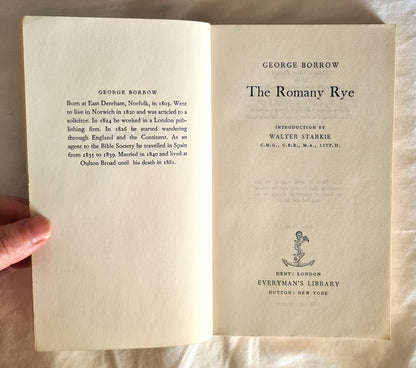 GEORGE BORROW
Born at East Dereham, Norfolk, in 1803. Went
to live in Norwich in 1820 and was articled to a
solicitor. In 1824 he worked in a London pub-
lishing firm. In 1826 he started wandering
through England and the Continent. As an
agent to the Bible Society he travelled in Spain
from 1835 to 1839. Married in 1840 and lived at
Oulton Broad until his death in 1881.
GEORGE BORROW
The Romany Rye
INTRODUCTION BY
WALTER STARKIE
C.M.G., C.B.E., M.A., LITT.D.
DENT: LONDON
EVERYMAN'S LIBRARY
DUTTON: NEW YORK